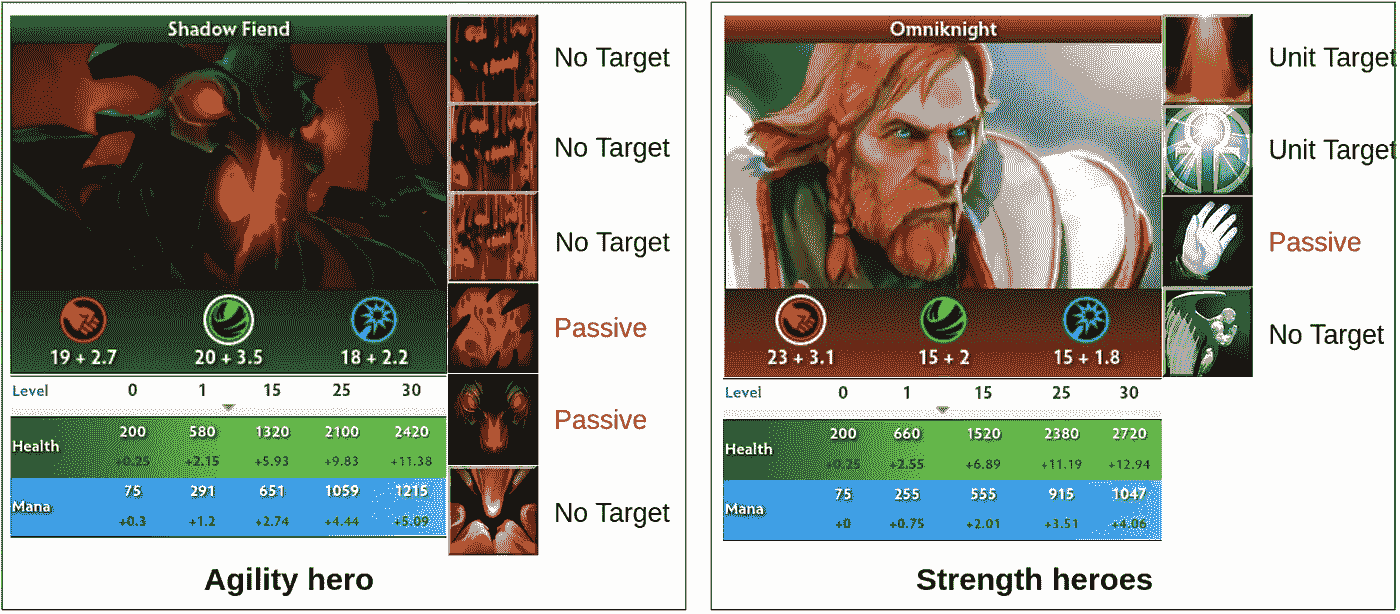 Shadow Fiend
No Target
No Target
No Target
Passive
Passive
No Target
19 + 2.7 20 + 3.5 18 + 2.2
Level 0 1 15 25 30
Health 200 580 1320 2100 2420
+0.25 +2.15 +5.93 +9.83 +11.38
Mana 75 291 651 1059 1215
+0.3 +1.2 +2.74 +4.44 +5.09
Agility hero
Omniknight
Unit Target
Unit Target
Passive
No Target
23 + 3.1 15 + 2 15 + 1.8
Level 0 1 15 25 30
Health 200 660 1520 2380 2720
+0.25 +2.55 +6.89 +11.19 +12.94
Mana 75 255 555 915 1047
+0 +0.75 +2.01 +3.51 +4.06
Strength heroes